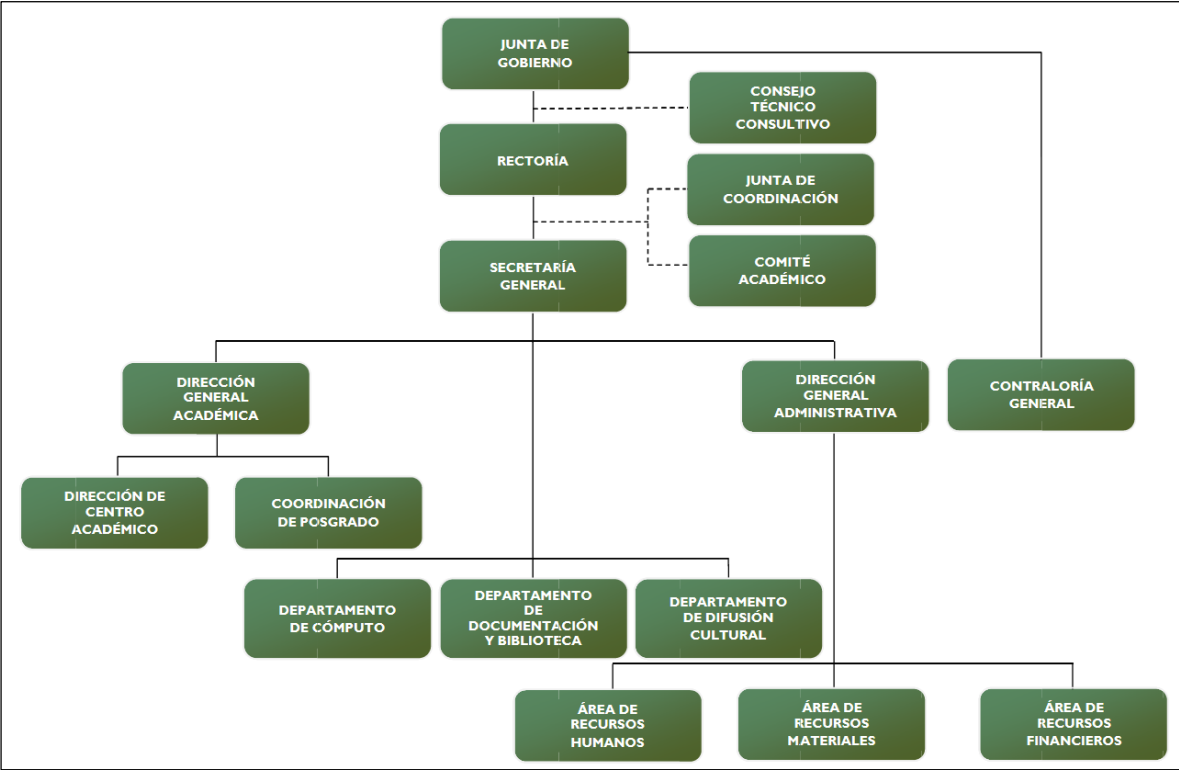 JUNTA DE
GOBIERNO
CONSEJO
TÉCNICO
CONSULTIVO
RECTORÍA
JUNTA DE
COORDINACIÓN
SECRETARÍA
GENERAL
COMITÉ
ACADÉMICO
DIRECCIÓN
GENERAL
ACADÉMICA
DIRECCIÓN
GENERAL
ADMINISTRATIVA
CONTRALORÍA
GENERAL
DIRECCIÓN DE
CENTRO
ACADÉMICO
COORDINACIÓN
DE POSGRADO
DEPARTAMENTO
DE CÓMPUTO
DEPARTAMENTO
DE
DOCUMENTACIÓN
Y BIBLIOTECA
DEPARTAMENTO
DE DIFUSIÓN
CULTURAL
ÁREA DE
RECURSOS
HUMANOS
ÁREA DE
RECURSOS
MATERIALES
ÁREA DE
RECURSOS
FINANCIEROS